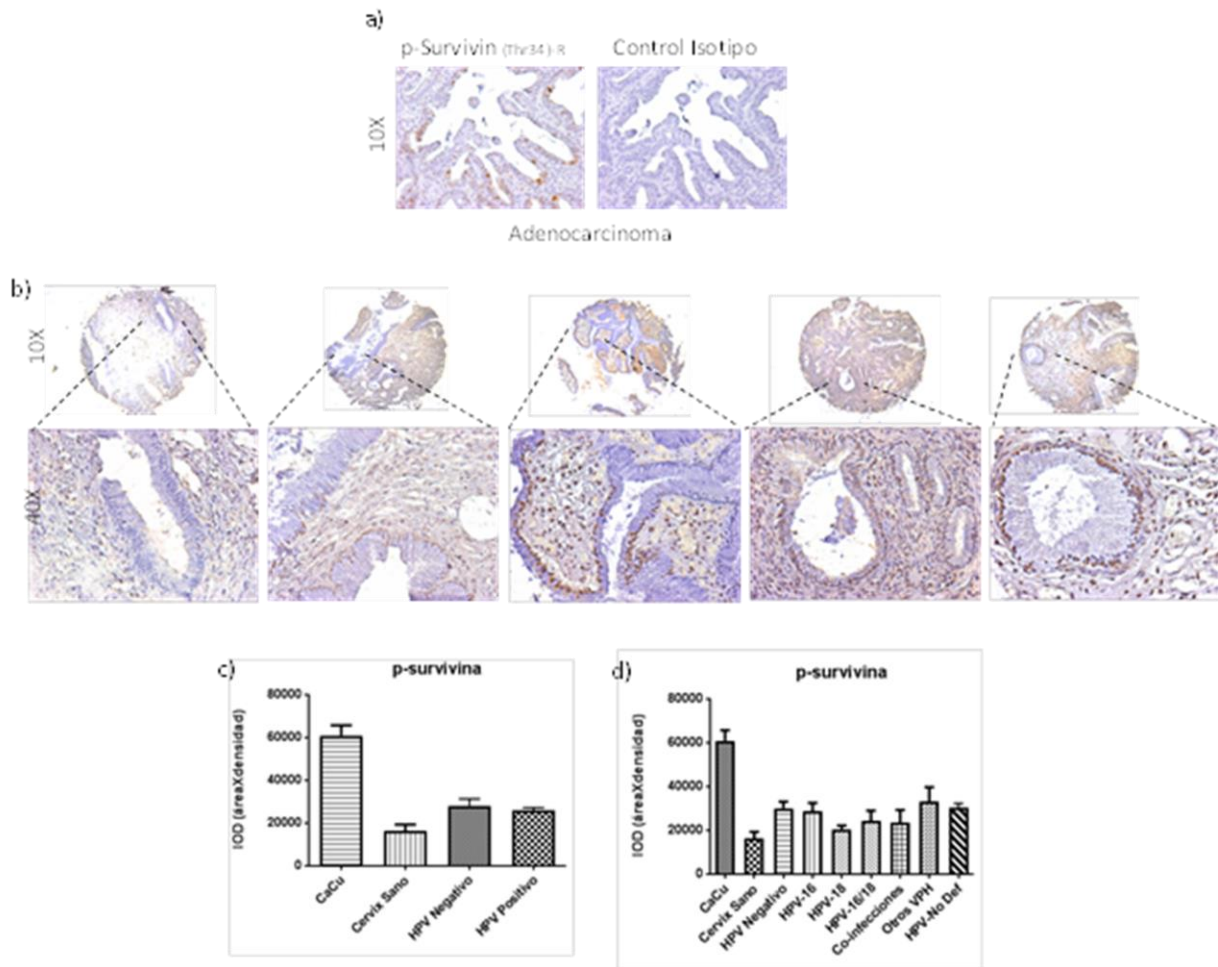 a)
p-Survivin (Thr34)-R
Control Isotipo
10X
Adenocarcinoma
b)
10X
40X
c)
p-survivina
IOD (áreaXdensidad)
80000
60000
40000
20000
0
CaCu
Cervix Sano
HPV Negativo
HPV Positivo
d)
p-survivina
IOD (áreaXdensidad)
80000
60000
40000
20000
0
CaCu
Cervix Sano
HPV Negativo
HPV-16
HPV-18
HPV-16/18
Co-infecciones
Otros VPH
HPV-No Def